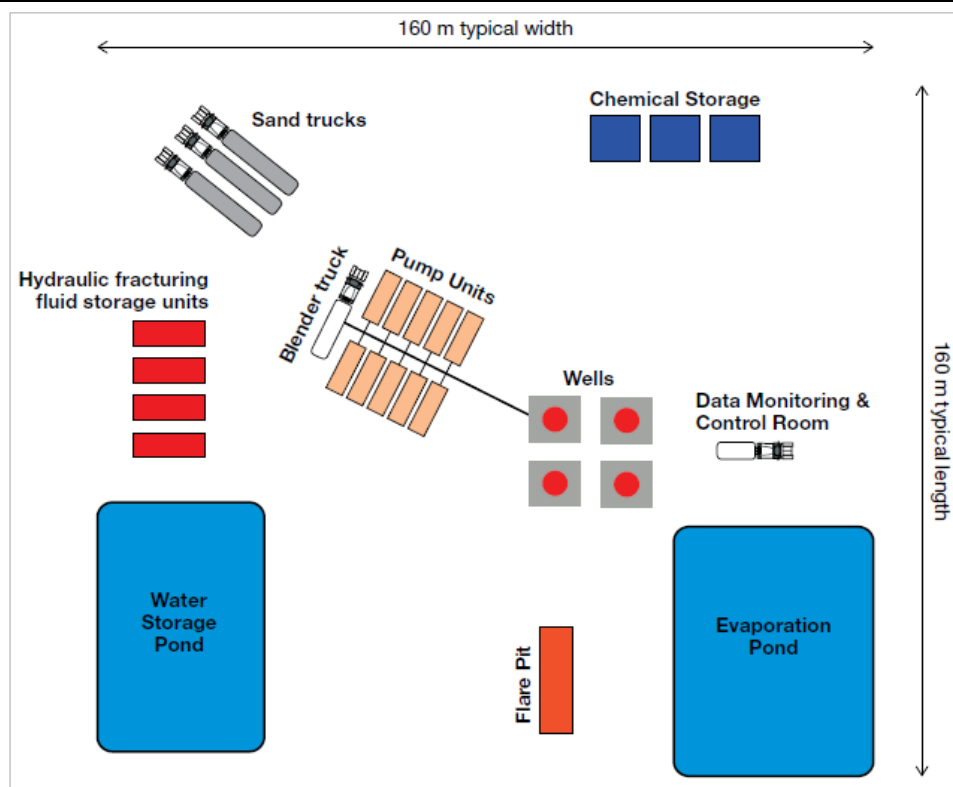 160 m typical width
Chemical Storage
Sand trucks
Pump Units
Blender truck
Hydraulic fracturing
fluid storage units
Wells
Data Monitoring &
Control Room
160 m typical length
Water
Storage
Pond
Evaporation
Pond
Flare Pit